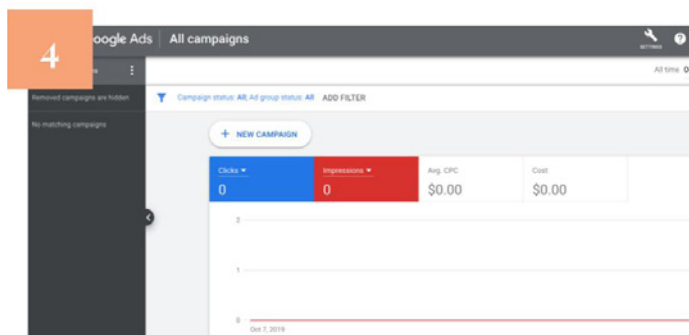 4
oogle Ads All campaigns
SETTINGS
All time
Removed campaigns are hidden
Campaign status: All; Ad group status: All ADD FILTER
No matching campaigns
+ NEW CAMPAIGN
Clicks Impressions Avg. CPC Cost
0 0 $0.00 $0.00
2
1
0
Oct 7, 2019